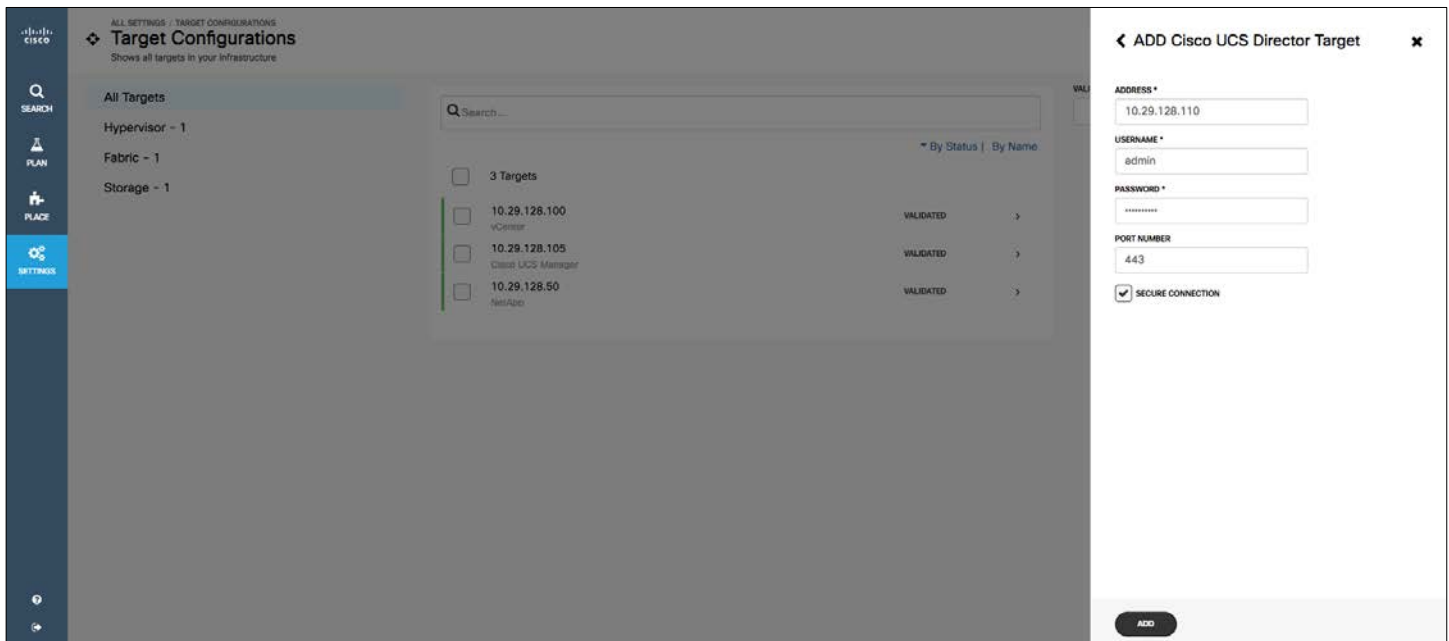 CISCO
SEARCH
PLAN
PLACE
SETTINGS
ALL SETTINGS / TARGET CONFIGURATIONS
Target Configurations
Shows all targets in your infrastructure
All Targets
Hypervisor - 1
Fabric - 1
Storage - 1
Search ...
By Status | By Name
3 Targets
10.29.128.100
vCenter
VALIDATED
10.29.128.105
Cisco UCS Manager
VALIDATED
10.29.128.50
NetApp
VALIDATED
ADD Cisco UCS Director Target
ADDRESS *
10.29.128.110
USERNAME *
admin
PASSWORD *
••••••••••
PORT NUMBER
443
SECURE CONNECTION
ADD